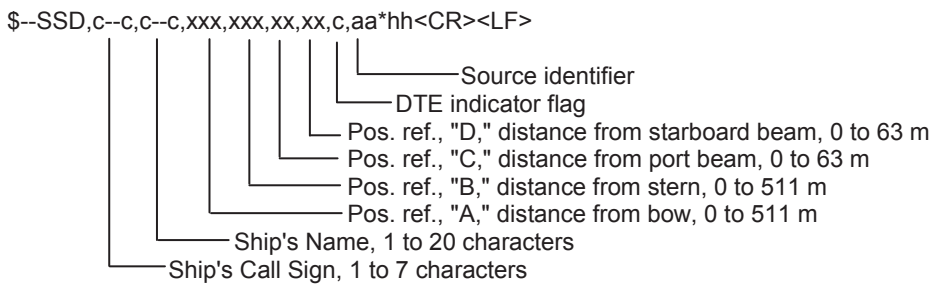 $--SSD,c--c,c--c,xxx,xxx,xx,xx,c,aa*hh<CR><LF>
Source identifier
DTE indicator flag
Pos. ref., "D," distance from starboard beam, 0 to 63 m
Pos. ref., "C," distance from port beam, 0 to 63 m
Pos. ref., "B," distance from stern, 0 to 511 m
Pos. ref., "A," distance from bow, 0 to 511 m
Ship's Name, 1 to 20 characters
Ship's Call Sign, 1 to 7 characters